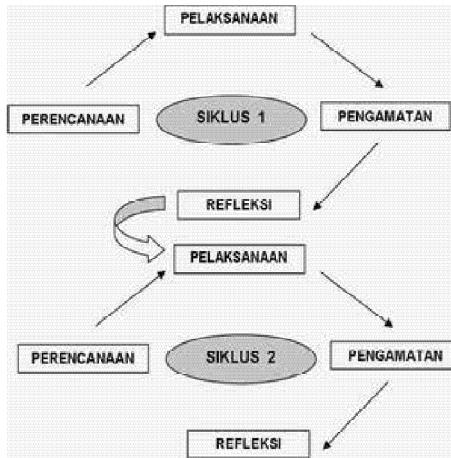 PELAKSANAAN
PERENCANAAN
SIKLUS 1
PENGAMATAN
REFLEKSI
PELAKSANAAN
PERENCANAAN
SIKLUS 2
PENGAMATAN
REFLEKSI